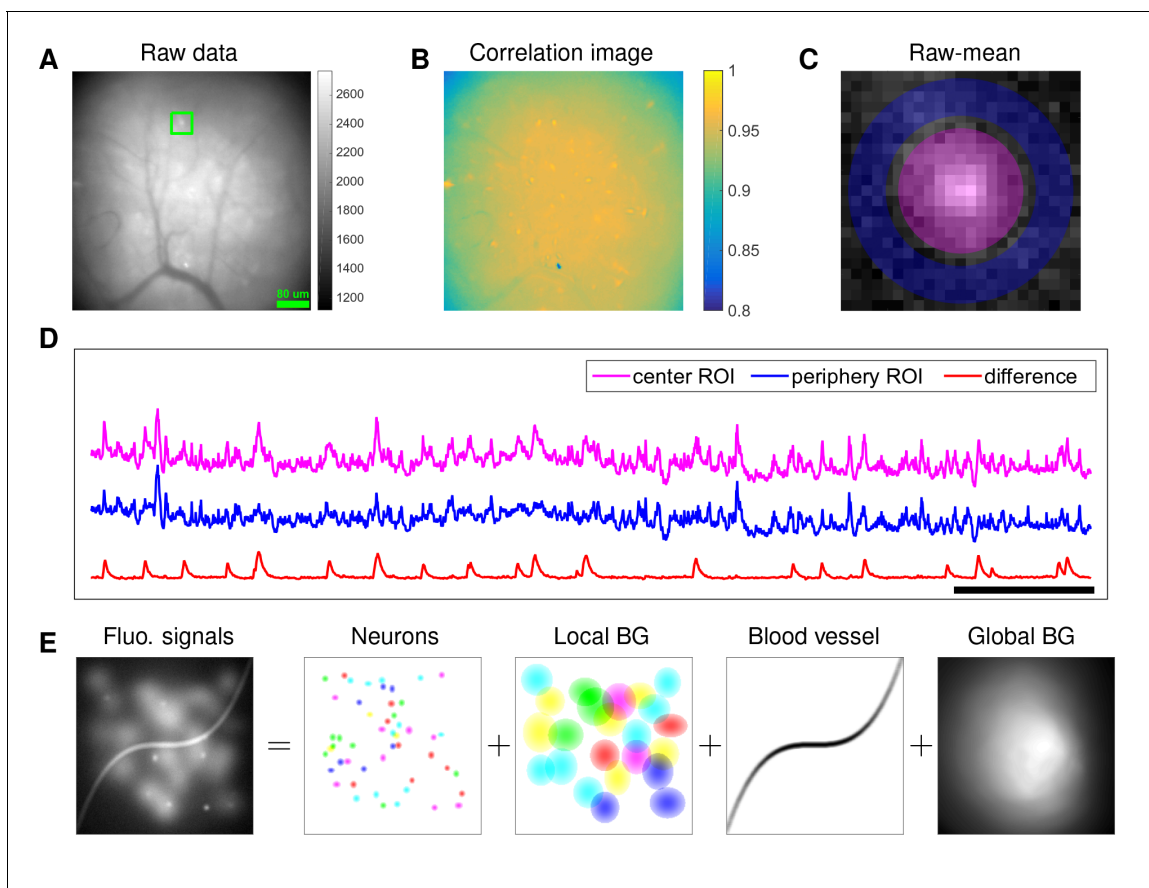 A Raw data
B Correlation image
C Raw-mean
2600
2400
2200
2000
1800
1600
1400
1200
80 um
1
0.95
0.9
0.85
0.8
D
center ROI periphery ROI difference
E Fluo. signals Neurons Local BG Blood vessel Global BG
= + + +